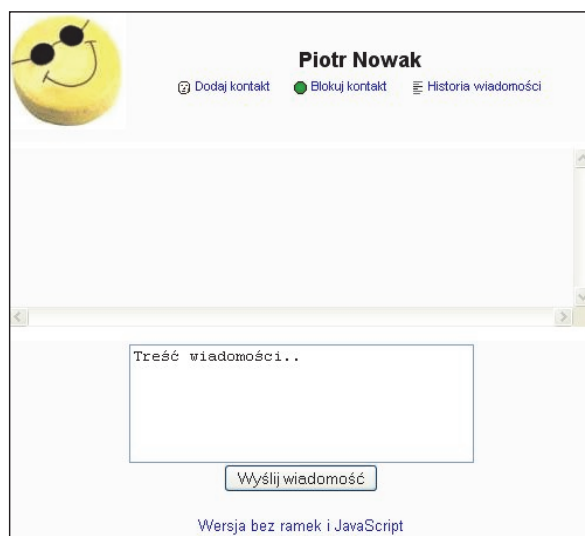 Piotr Nowak
Dodaj kontakt Blokuj kontakt Historia wiadomości
Treść wiadomości..
Wyślij wiadomość
Wersja bez ramek i JavaScript